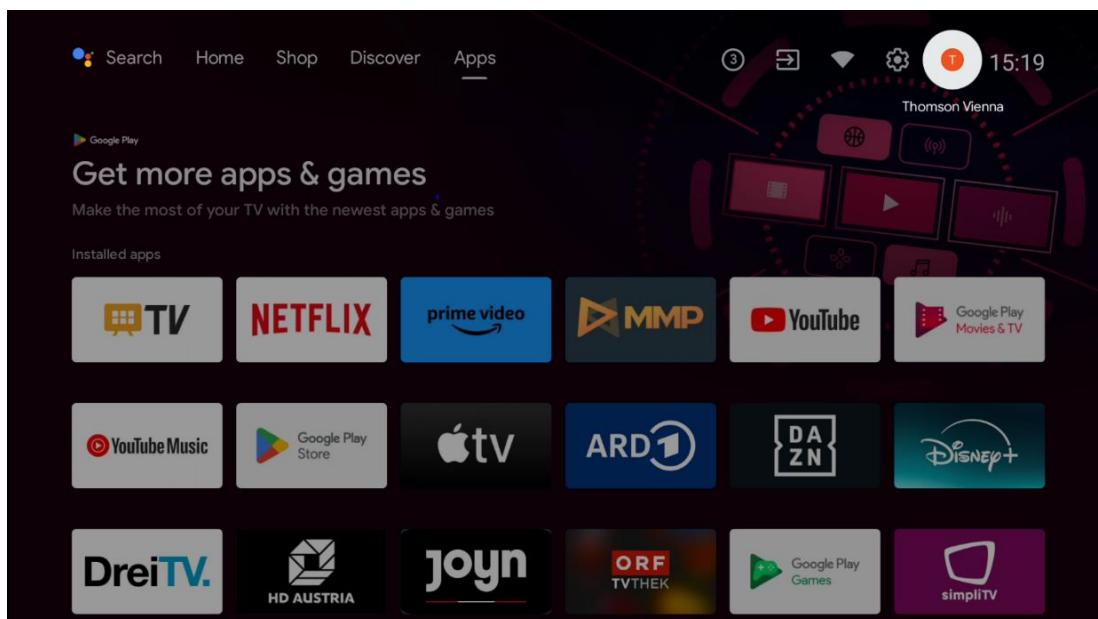 Search Home Shop Discover Apps 3 T 15:19
Thomson Vienna
Google Play
Get more apps & games
Make the most of your TV with the newest apps & games
Installed apps
TV
NETFLIX
prime video
MMP
YouTube
Google Play
Movies & TV
YouTube Music
Google Play
Store
tv
ARD 1
DAZN
Disney+
DreiTV.
HD AUSTRIA
joyn
ORF
TVTHEK
Google Play
Games
simpliTV